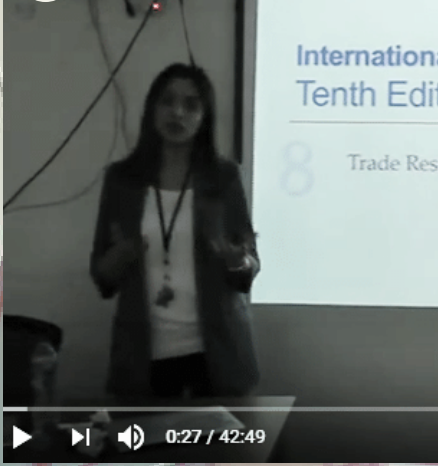 Internationa
Tenth Edit
8
Trade Res
0:27 / 42:49